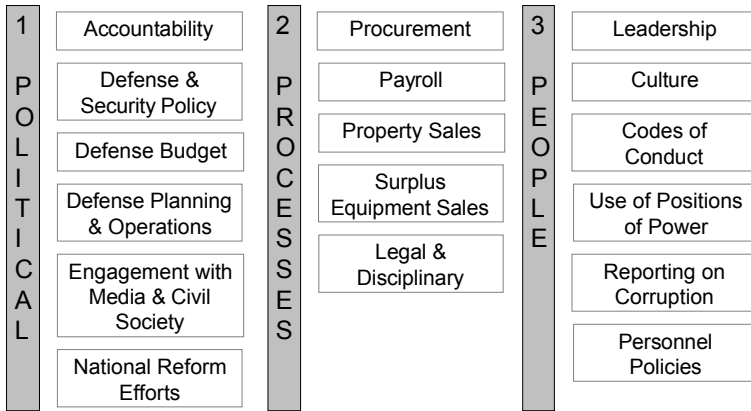 1 POLITICAL
Accountability
Defense &
Security Policy
Defense Budget
Defense Planning
& Operations
Engagement with
Media & Civil
Society
National Reform
Efforts
2 PROCESSES
Procurement
Payroll
Property Sales
Surplus
Equipment Sales
Legal &
Disciplinary
3 PEOPLE
Leadership
Culture
Codes of
Conduct
Use of Positions
of Power
Reporting on
Corruption
Personnel
Policies